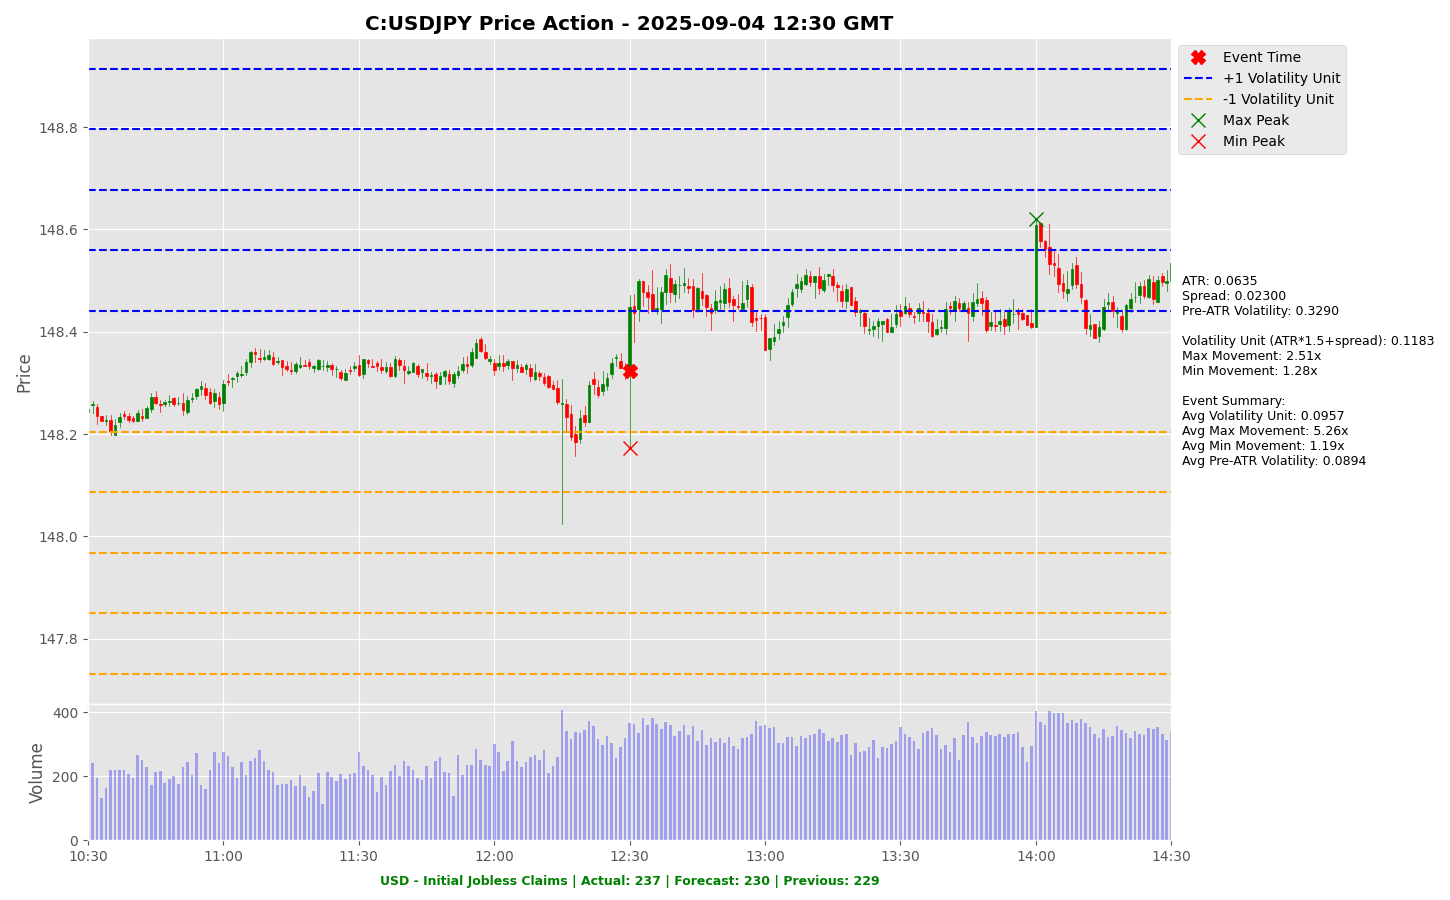 C:USDJPY Price Action - 2025-09-04 12:30 GMT
Event Time
+1 Volatility Unit
-1 Volatility Unit
Max Peak
Min Peak
Price
148.8
148.6
148.4
148.2
148.0
147.8
ATR: 0.0635
Spread: 0.02300
Pre-ATR Volatility: 0.3290
Volatility Unit (ATR*1.5+spread): 0.1183
Max Movement: 2.51x
Min Movement: 1.28x
Event Summary:
Avg Volatility Unit: 0.0957
Avg Max Movement: 5.26x
Avg Min Movement: 1.19x
Avg Pre-ATR Volatility: 0.0894
Volume
400
200
0
10:30 11:00 11:30 12:00 12:30 13:00 13:30 14:00 14:30
USD - Initial Jobless Claims | Actual: 237 | Forecast: 230 | Previous: 229